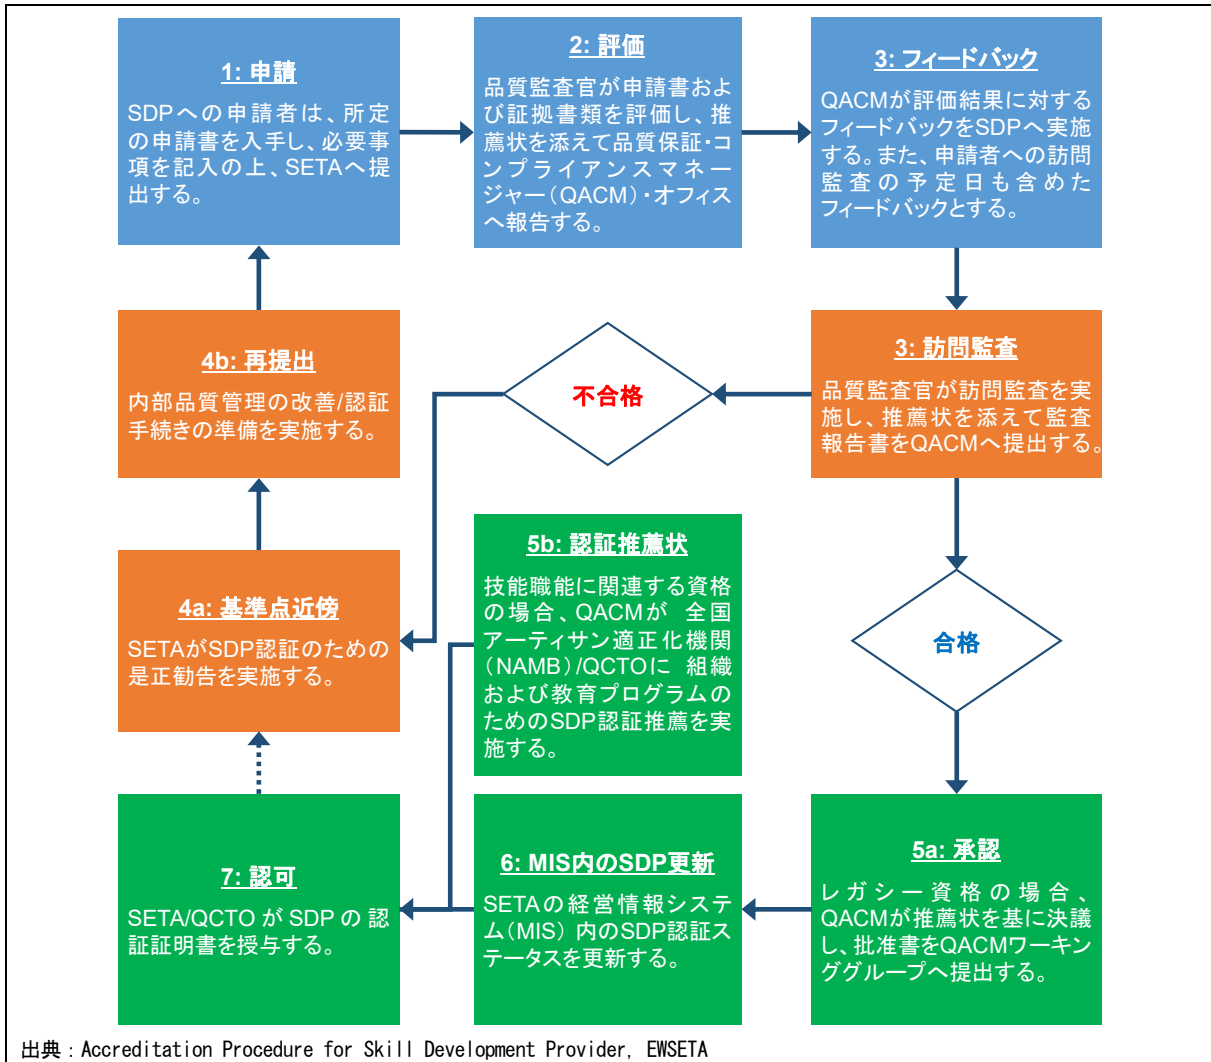 1: 申請
SDPへの申請者は、所定
の申請書を入手し、必要事
項を記入の上、SETAへ提
出する。
2: 評価
品質監査官が申請書およ
び証拠書類を評価し、推
薦状を添えて品質保証・コ
ンプライアンスマネー
ジャー（QACM）・オフィス
へ報告する。
3: フィードバック
QACMが評価結果に対する
フィードバックをSDPへ実施
する。また、申請者への訪問
監査の予定日も含めた
フィードバックとする。
4b: 再提出
内部品質管理の改善/認証
手続きの準備を実施する。
不合格
3: 訪問監査
品質監査官が訪問監査を実
施し、推薦状を添えて監査
報告書をQACMへ提出する。
4a: 基準点近傍
SETAがSDP認証のための
是正勧告を実施する。
5b: 認証推薦状
技能職能に関連する資格
の場合、QACMが 全国
アーティサン適正化機関
（NAMB）/QCTOに 組織
および教育プログラムの
ためのSDP認証推薦を実
施する。
合格
7: 認可
SETA/QCTO が SDP の 認
証証明書を授与する。
6: MIS内のSDP更新
SETAの経営情報システ
ム（MIS） 内のSDP認証ス
テータスを更新する。
5a: 承認
レガシー資格の場合、
QACMが推薦状を基に決議
し、批准書をQACMワーキン
ググループへ提出する。
出典：Accreditation Procedure for Skill Development Provider, EWSETA